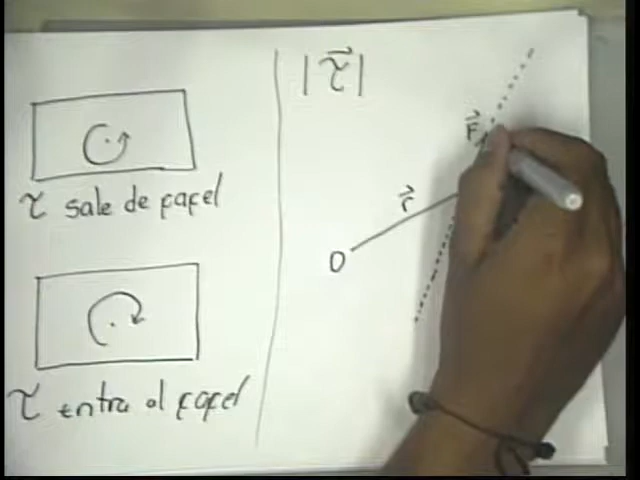 τ sale de papel
τ entra al papel
|τ⃗|
F⃗
r⃗
O